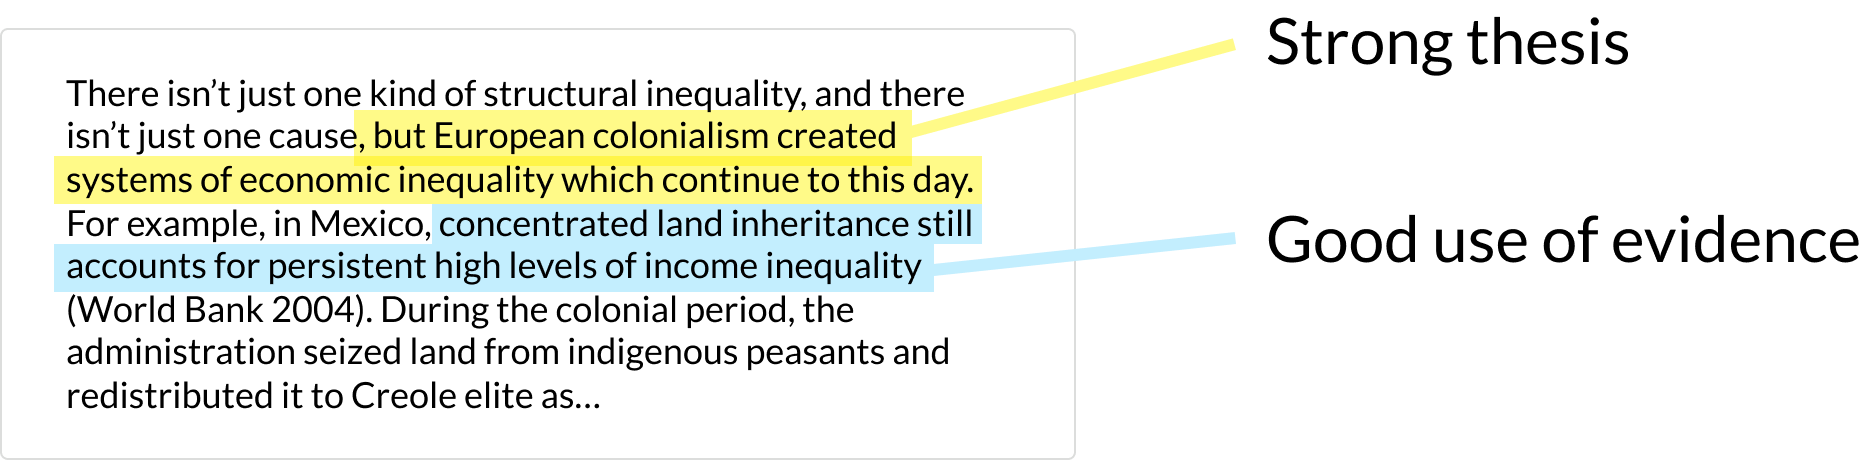 There isn’t just one kind of structural inequality, and there
isn’t just one cause, but European colonialism created
systems of economic inequality which continue to this day.
For example, in Mexico, concentrated land inheritance still
accounts for persistent high levels of income inequality
(World Bank 2004). During the colonial period, the
administration seized land from indigenous peasants and
redistributed it to Creole elite as…
Strong thesis
Good use of evidence